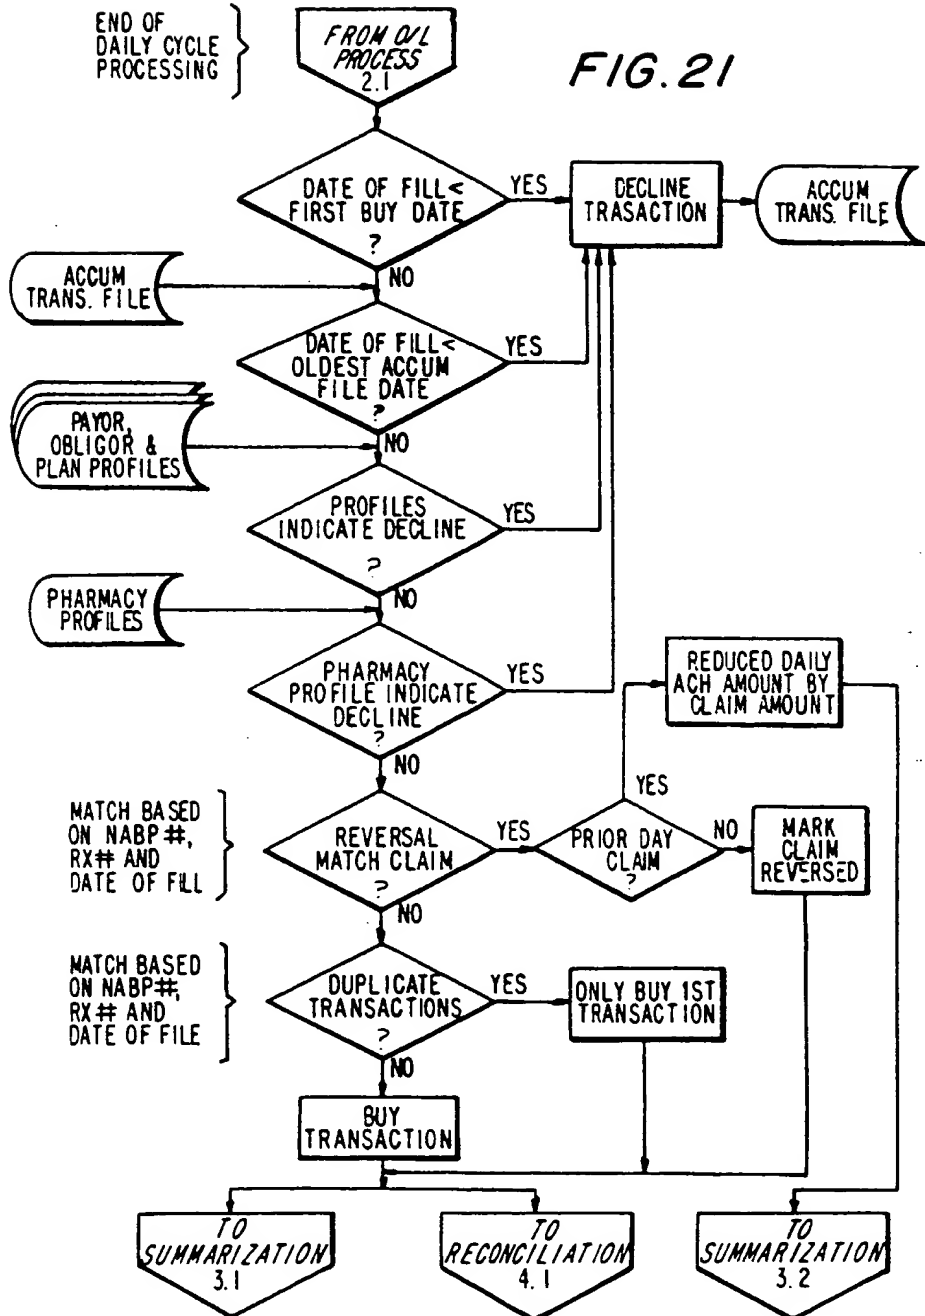 END OF
DAILY CYCLE
PROCESSING
FROM O/L
PROCESS
2.1
FIG. 21
DATE OF FILL<
FIRST BUY DATE
?
YES
DECLINE
TRASACTION
ACCUM
TRANS. FILE
NO
ACCUM
TRANS. FILE
DATE OF FILL<
OLDEST ACCUM
FILE DATE
?
YES
NO
PAYOR,
OBLIGOR &
PLAN PROFILES
PROFILES
INDICATE DECLINE
?
YES
NO
PHARMACY
PROFILES
PHARMACY
PROFILE INDICATE
DECLINE
?
YES
NO
REDUCED DAILY
ACH AMOUNT BY
CLAIM AMOUNT
MATCH BASED
ON NABP#,
RX# AND
DATE OF FILL
REVERSAL
MATCH CLAIM
?
YES
PRIOR DAY
CLAIM
?
YES
NO
MARK
CLAIM
REVERSED
NO
MATCH BASED
ON NABP#,
RX# AND
DATE OF FILE
DUPLICATE
TRANSACTIONS
?
YES
ONLY BUY 1ST
TRANSACTION
NO
BUY
TRANSACTION
TO
SUMMARIZATION
3.1
TO
RECONCILIATION
4.1
TO
SUMMARIZATION
3.2